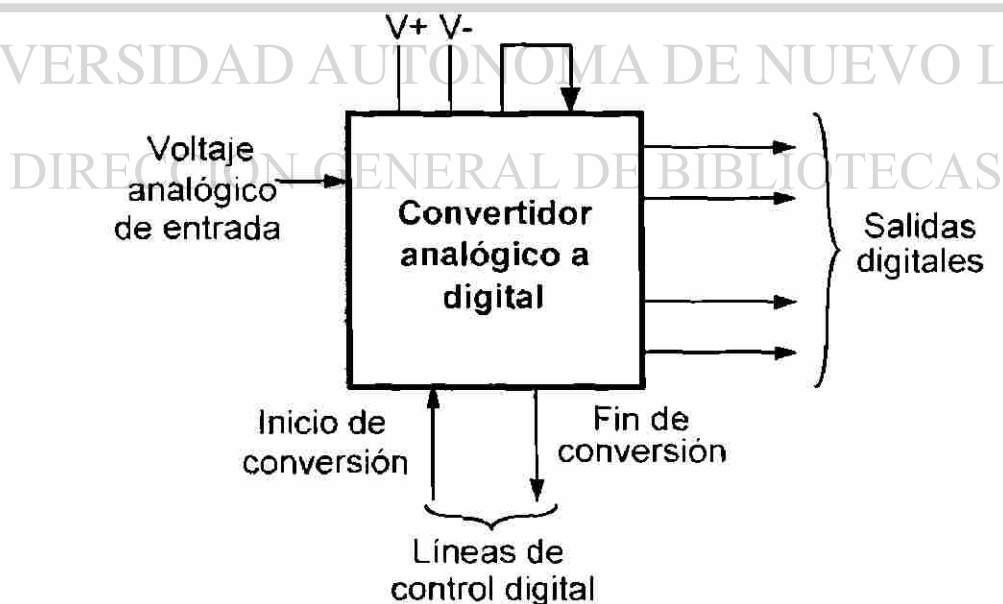 V+ V-
VERSIDAD AUTÓNOMA DE NUEVO L
DIRECCIÓN GENERAL DE BIBLIOTECAS
Voltaje
analógico
de entrada
Convertidor
analógico a
digital
Salidas
digitales
Inicio de
conversión
Fin de
conversión
Líneas de
control digital